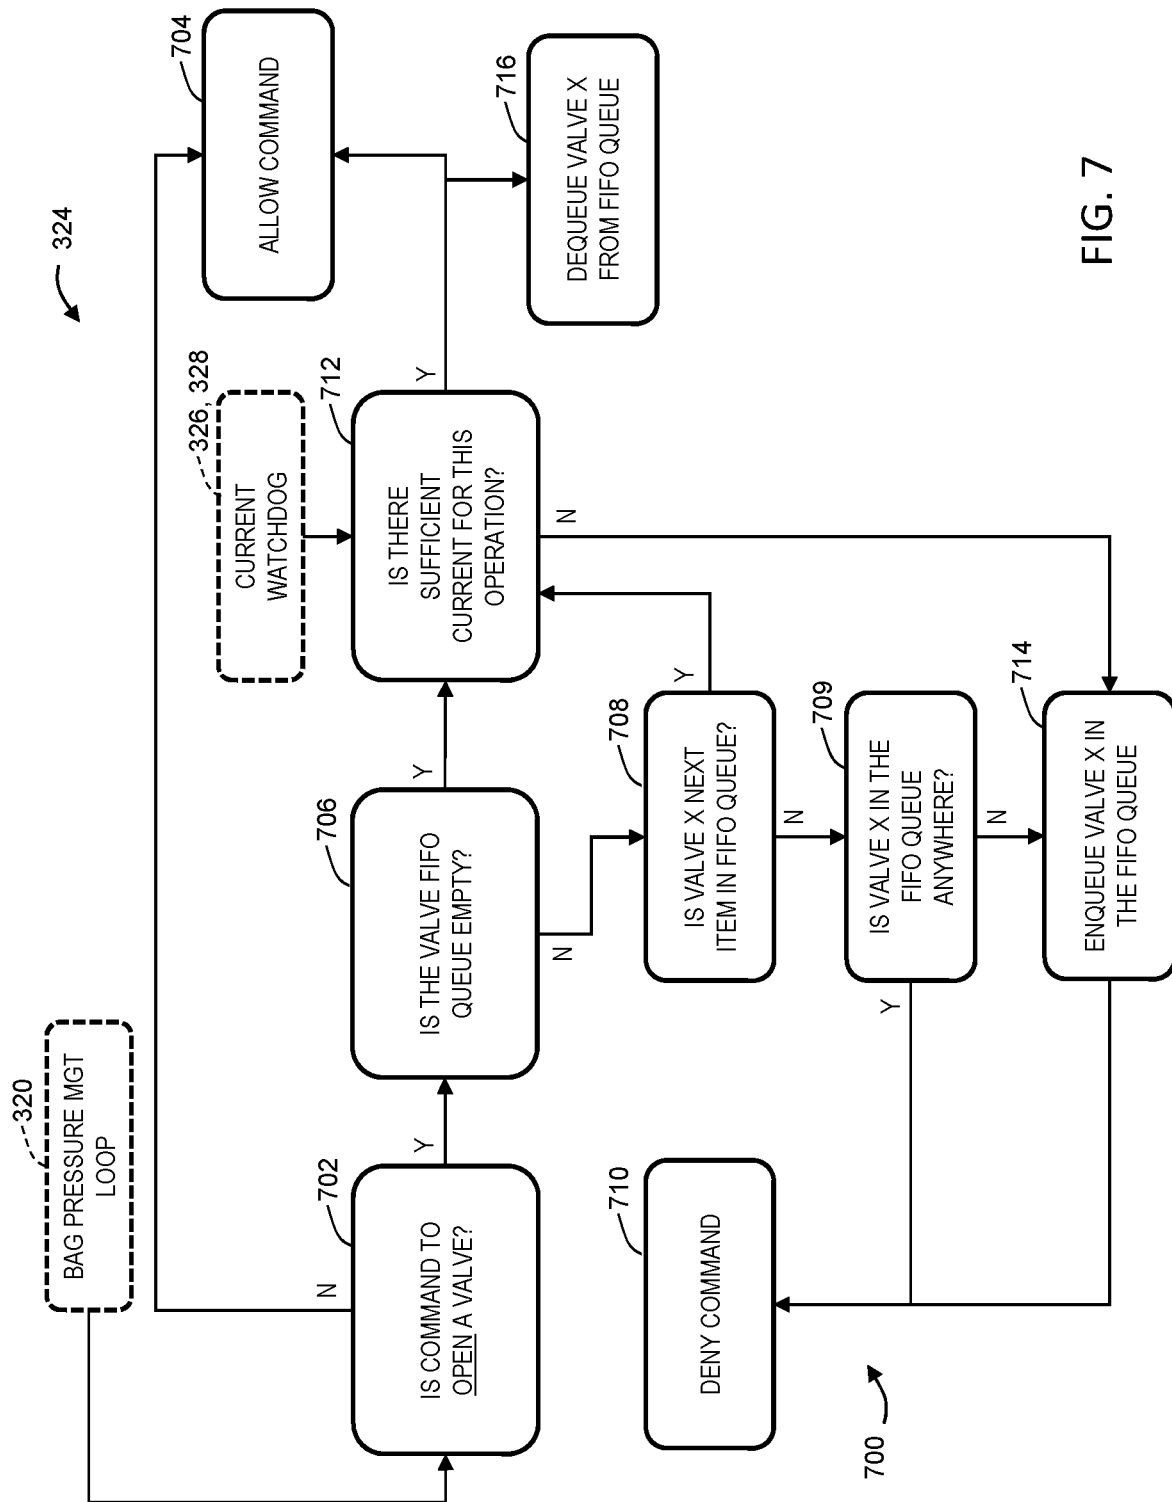 320
BAG PRESSURE MGT
LOOP
324
326, 328
CURRENT
WATCHDOG
704
ALLOW COMMAND
N
702
IS COMMAND TO
OPEN A VALVE?
Y
706
IS THE VALVE FIFO
QUEUE EMPTY?
Y
N
712
IS THERE
SUFFICIENT
CURRENT FOR THIS
OPERATION?
Y
N
716
DEQUEUE VALVE X
FROM FIFO QUEUE
708
IS VALVE X NEXT
ITEM IN FIFO QUEUE?
Y
N
709
IS VALVE X IN THE
FIFO QUEUE
ANYWHERE?
Y
N
714
ENQUEUE VALVE X IN
THE FIFO QUEUE
710
DENY COMMAND
700
FIG. 7